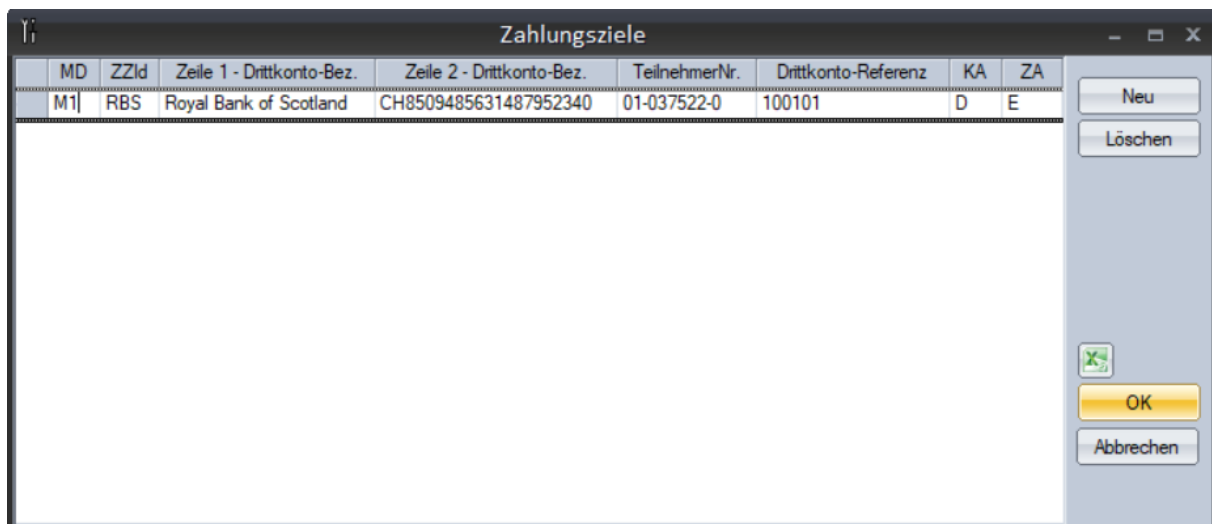 Zahlungsziele
MD ZZId Zeile 1 - Drittkonto-Bez. Zeile 2 - Drittkonto-Bez. TeilnehmerNr. Drittkonto-Referenz KA ZA
M1 RBS Royal Bank of Scotland CH8509485631487952340 01-037522-0 100101 D E
Neu
Löschen
OK
Abbrechen